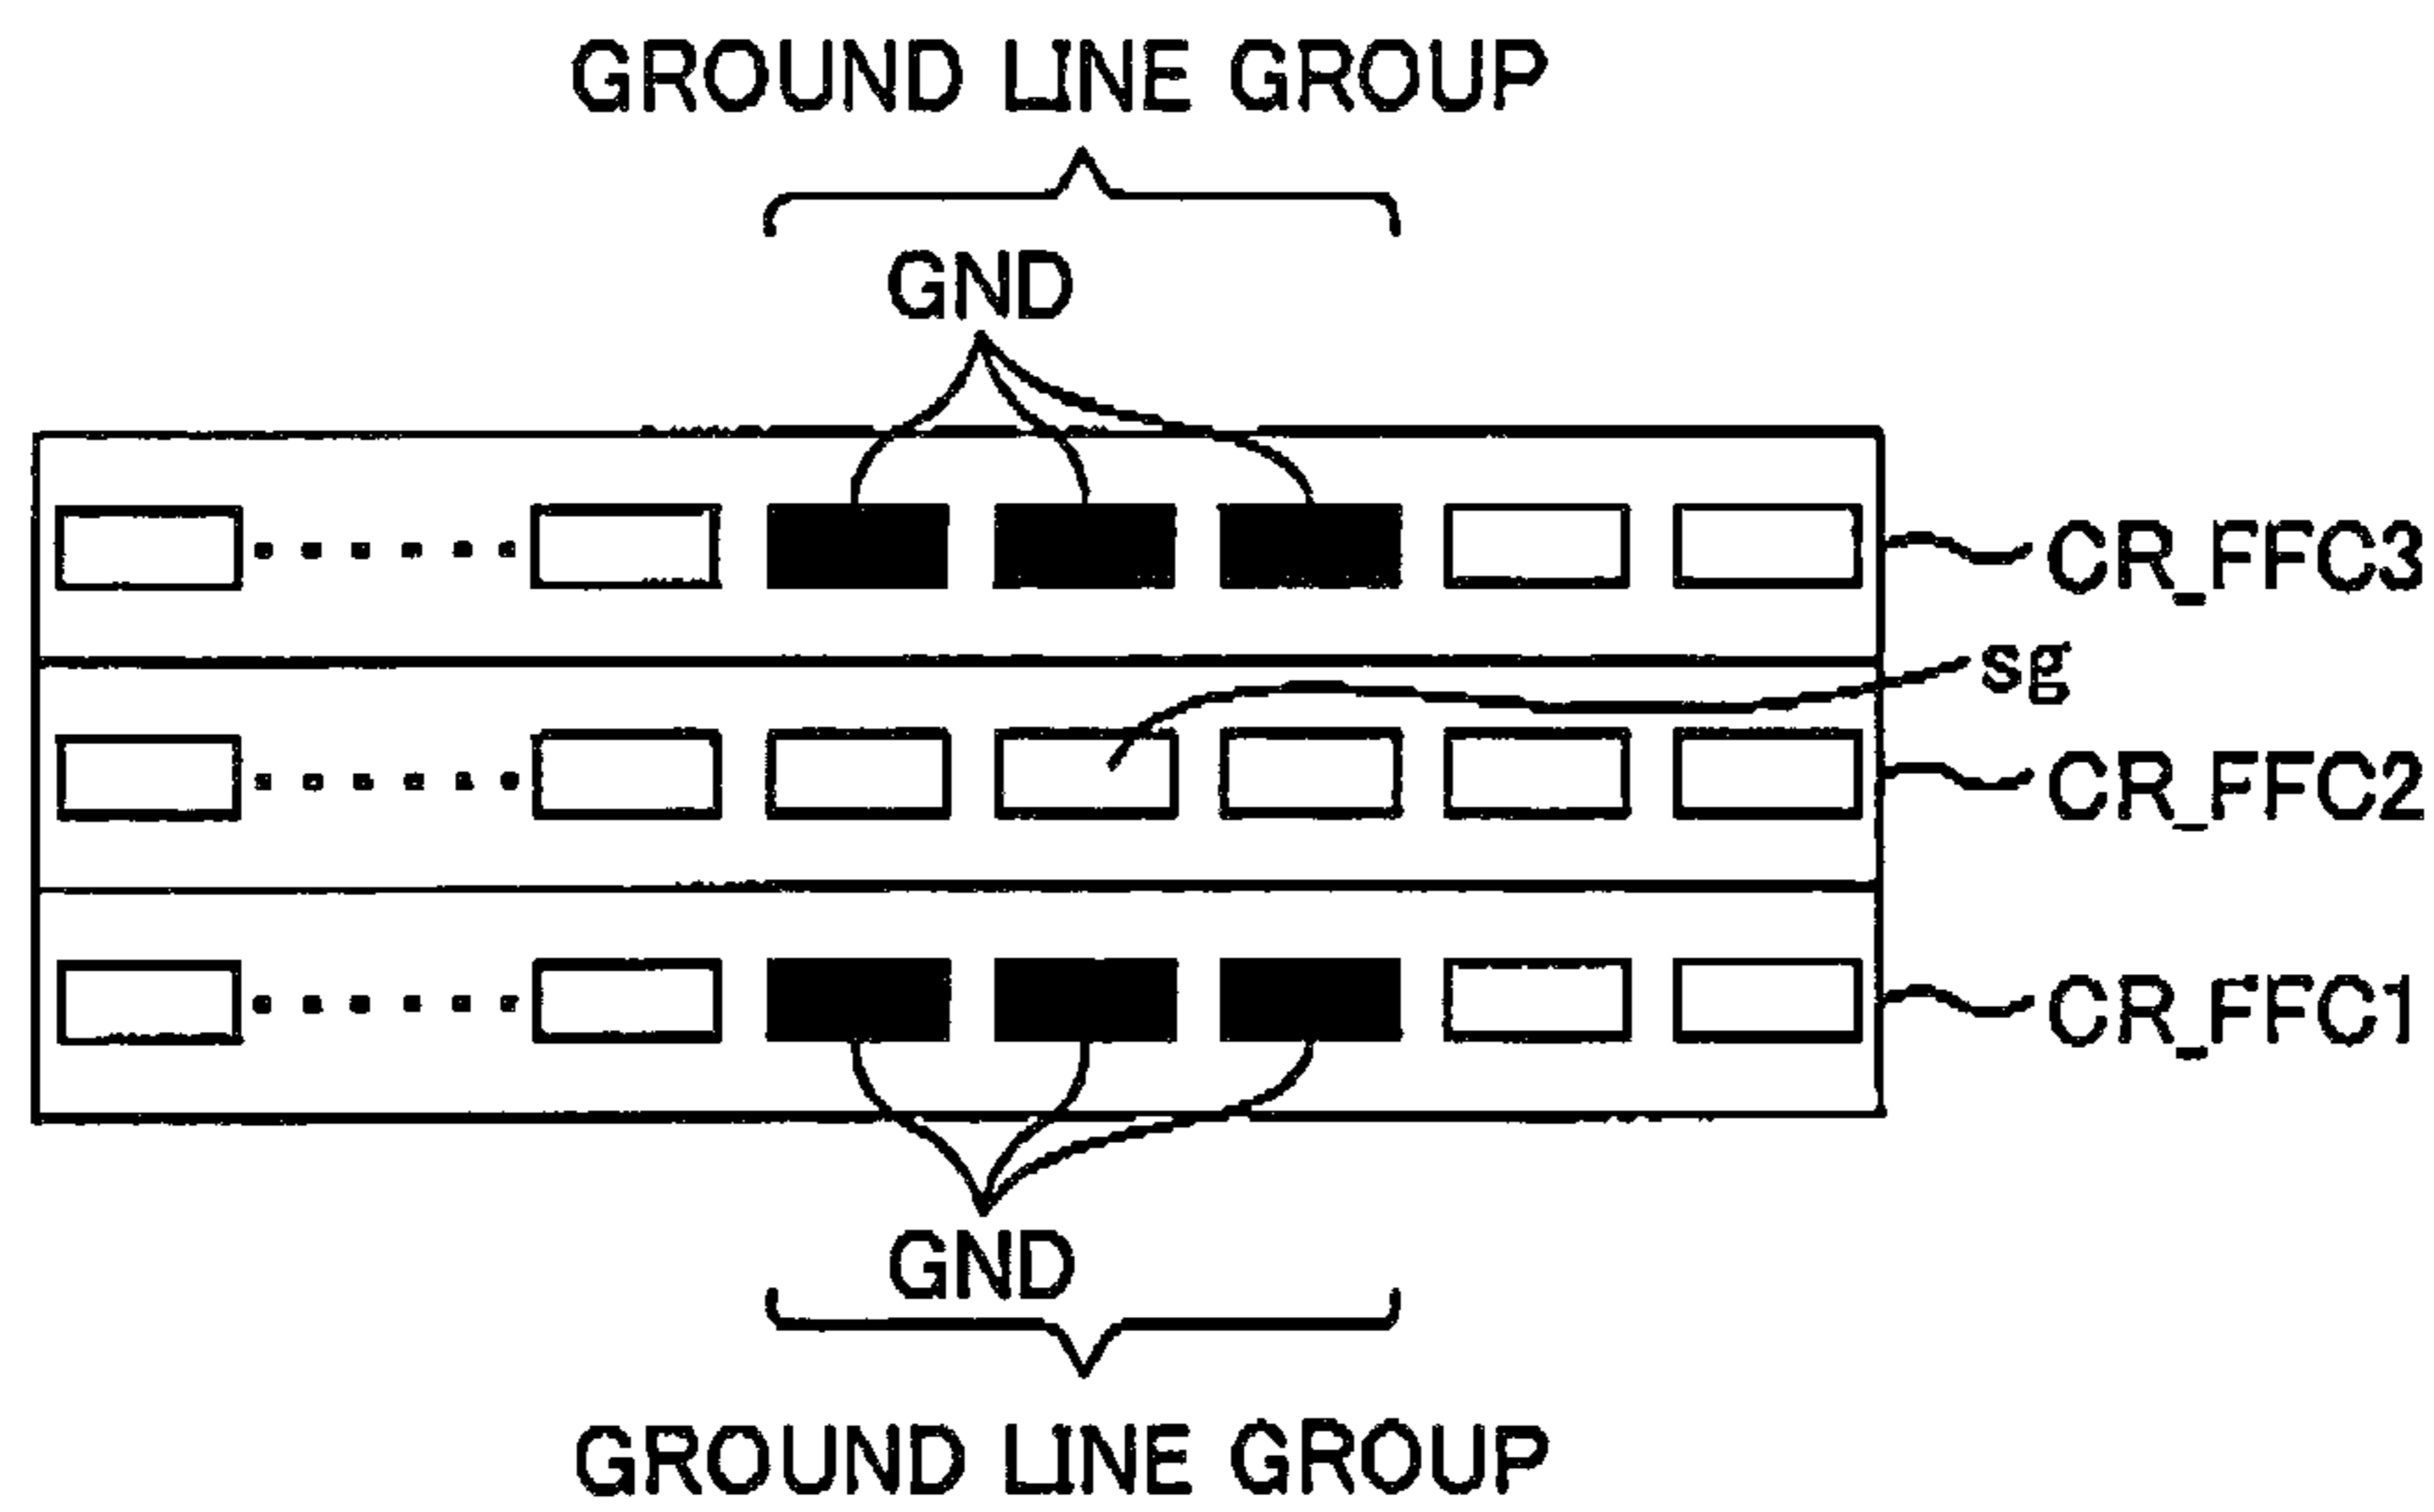 GROUND LINE GROUP
GND
CR_FFC3
sg
CR_FFC2
CR_FFC1
GND
GROUND LINE GROUP